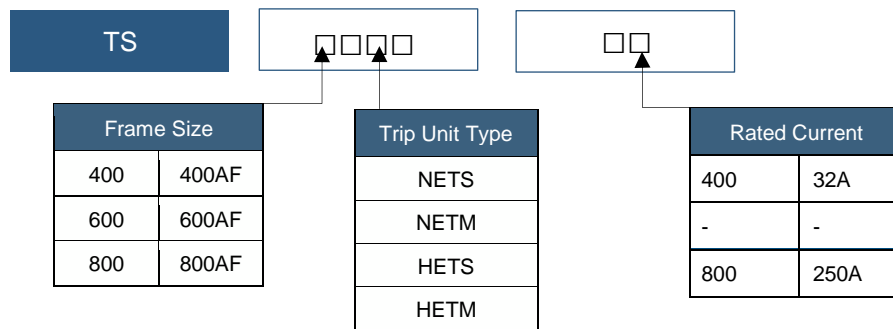 TS
□□□□
□□
Frame Size
400 400AF
600 600AF
800 800AF
Trip Unit Type
NETS
NETM
HETS
HETM
Rated Current
400 32A
- -
800 250A